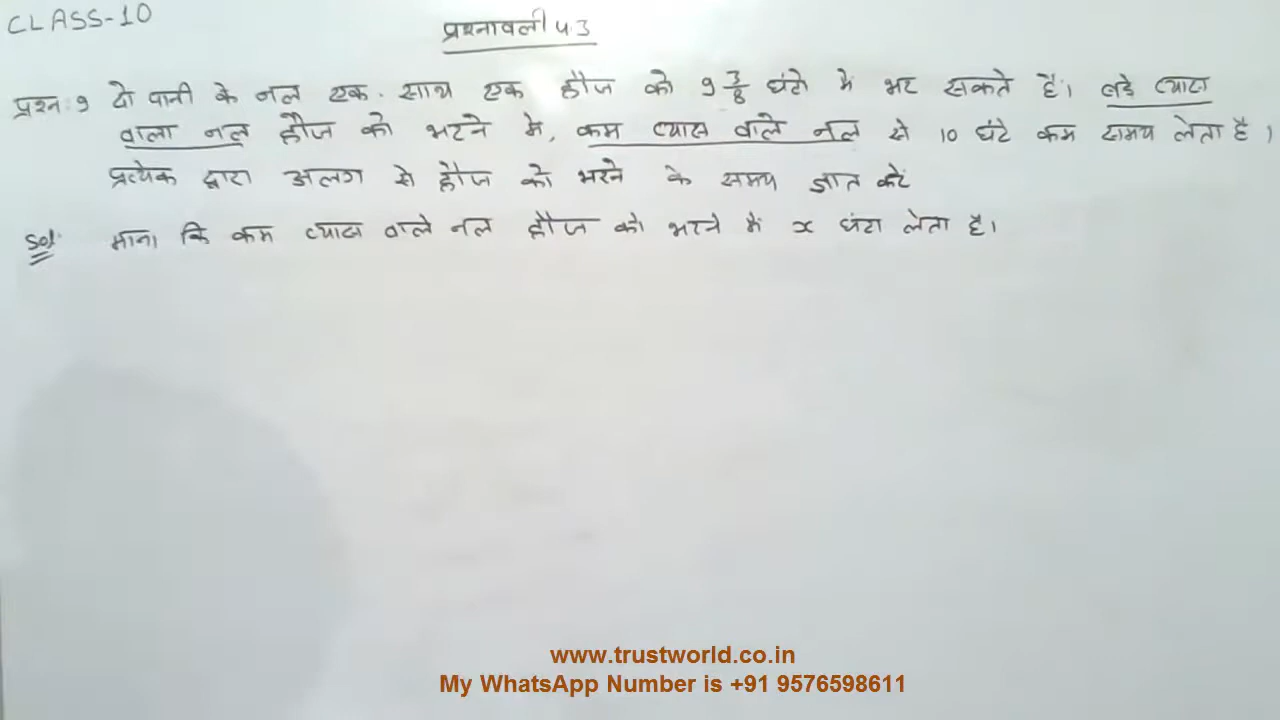 CLASS-10
प्रश्नावली 4.3
प्रश्न: 9 दो पानी के नल एक साथ एक हौज को 9 3/8 घंटो में भर सकते हैं। बड़े व्यास
वाला नल हौज को भरने में, कम व्यास वाले नल से 10 घंटे कम समय लेता है।
प्रत्येक द्वारा अलग से हौज को भरने के समय ज्ञात करें
Sol. माना कि कम व्यास वाले नल हौज को भरने में x घंटा लेता है।
www.trustworld.co.in
My WhatsApp Number is +91 9576598611